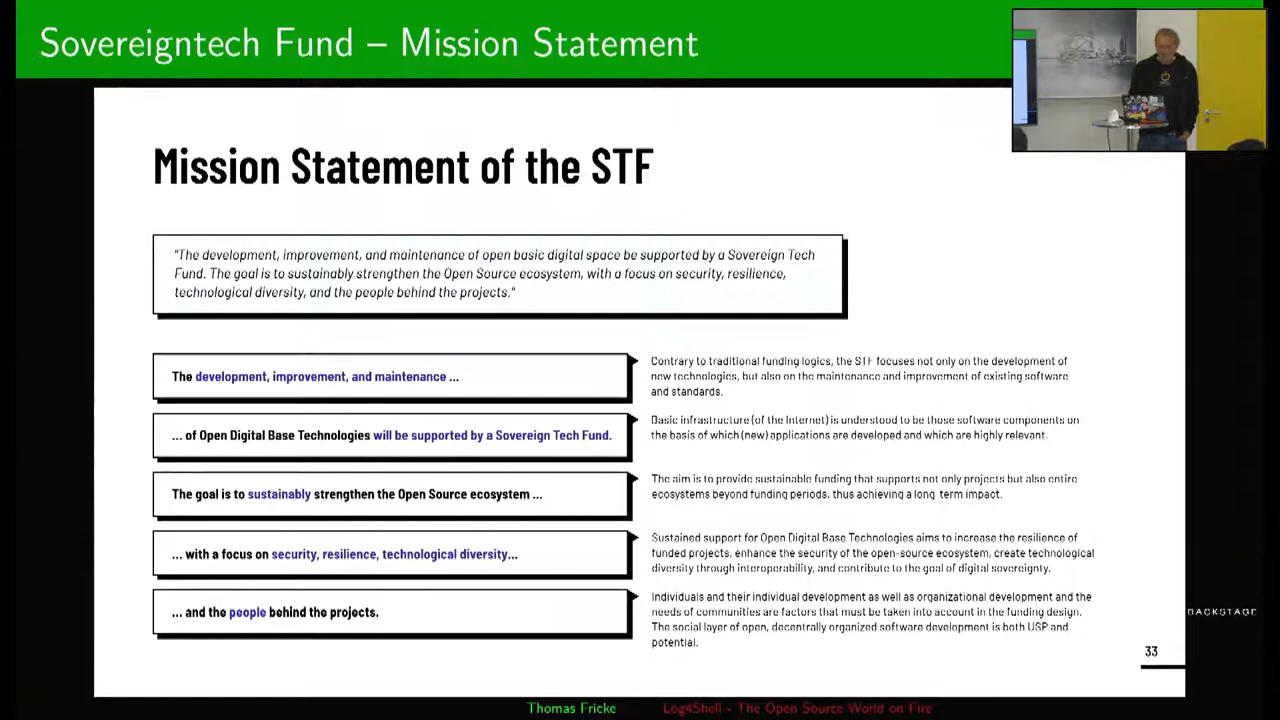 Sovereigntech Fund – Mission Statement
Mission Statement of the STF
"The development, improvement, and maintenance of open basic digital space be supported by a Sovereign Tech
Fund. The goal is to sustainably strengthen the Open Source ecosystem, with a focus on security, resilience,
technological diversity, and the people behind the projects."
The development, improvement, and maintenance ...
Contrary to traditional funding logics, the STF focuses not only on the development of
new technologies, but also on the maintenance and improvement of existing software
and standards.
... of Open Digital Base Technologies will be supported by a Sovereign Tech Fund.
Basic infrastructure (of the Internet) is understood to be those software components on
the basis of which (new) applications are developed and which are highly relevant.
The goal is to sustainably strengthen the Open Source ecosystem ...
The aim is to provide sustainable funding that supports not only projects but also entire
ecosystems beyond funding periods, thus achieving a long term impact.
... with a focus on security, resilience, technological diversity...
Sustained support for Open Digital Base Technologies aims to increase the resilience of
funded projects, enhance the security of the open-source ecosystem, create technological
diversity through interoperability, and contribute to the goal of digital sovereignty.
... and the people behind the projects.
Individuals and their individual development as well as organizational development and the
needs of communities are factors that must be taken into account in the funding design.
The social layer of open, decentrally organized software development is both USP and
potential.
BACKSTAGE
33
Thomas Fricke
Log4Shell - The Open Source World on Fire